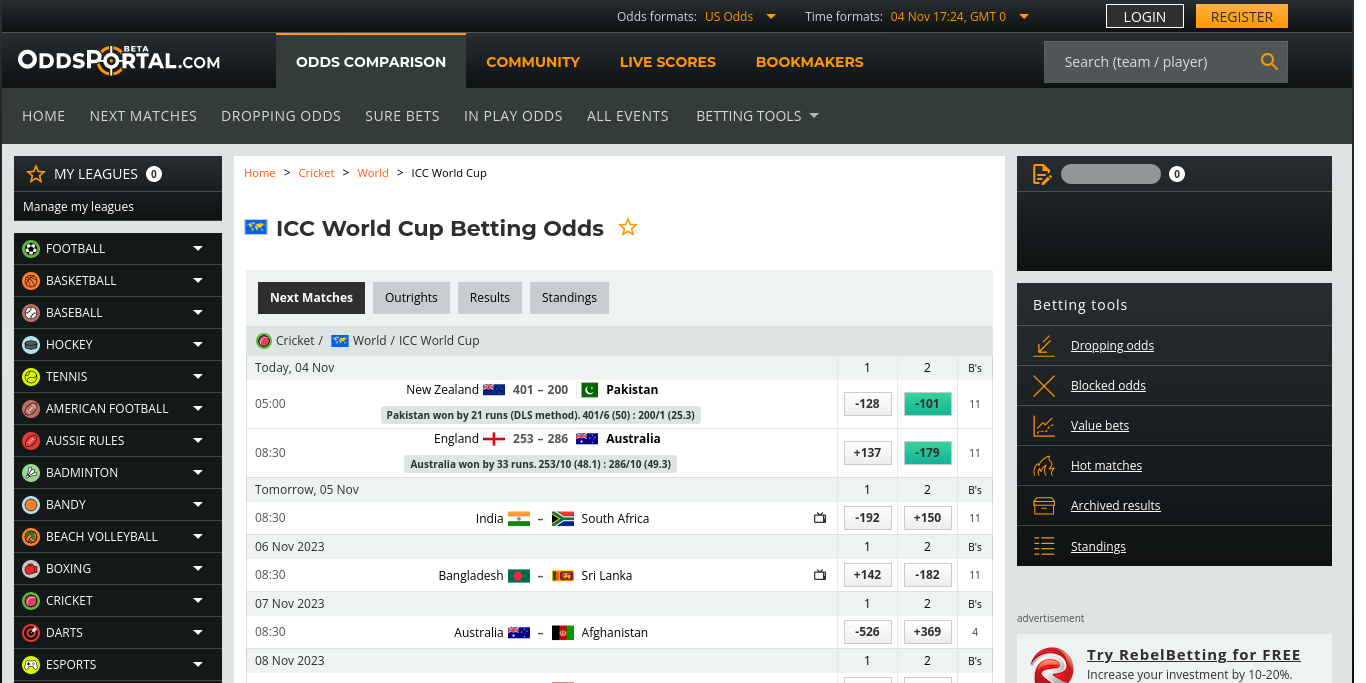 Odds formats: US Odds Time formats: 04 Nov 17:24, GMT 0 LOGIN REGISTER
ODDSPORTAL.COM BETA
ODDS COMPARISON COMMUNITY LIVE SCORES BOOKMAKERS Search (team / player)
HOME NEXT MATCHES DROPPING ODDS SURE BETS IN PLAY ODDS ALL EVENTS BETTING TOOLS
MY LEAGUES 0
Manage my leagues
FOOTBALL
BASKETBALL
BASEBALL
HOCKEY
TENNIS
AMERICAN FOOTBALL
AUSSIE RULES
BADMINTON
BANDY
BEACH VOLLEYBALL
BOXING
CRICKET
DARTS
ESPORTS
Home > Cricket > World > ICC World Cup
ICC World Cup Betting Odds
Next Matches Outrights Results Standings
Cricket / World / ICC World Cup
Today, 04 Nov 1 2 B's
05:00 New Zealand 401 – 200 Pakistan -128 -101 11
Pakistan won by 21 runs (DLS method). 401/6 (50) : 200/1 (25.3)
08:30 England 253 – 286 Australia +137 -179 11
Australia won by 33 runs. 253/10 (48.1) : 286/10 (49.3)
Tomorrow, 05 Nov 1 2 B's
08:30 India – South Africa -192 +150 11
06 Nov 2023 1 2 B's
08:30 Bangladesh – Sri Lanka +142 -182 11
07 Nov 2023 1 2 B's
08:30 Australia – Afghanistan -526 +369 4
08 Nov 2023 1 2 B's
0
Betting tools
Dropping odds
Blocked odds
Value bets
Hot matches
Archived results
Standings
advertisement
Try RebelBetting for FREE
Increase your investment by 10-20%.